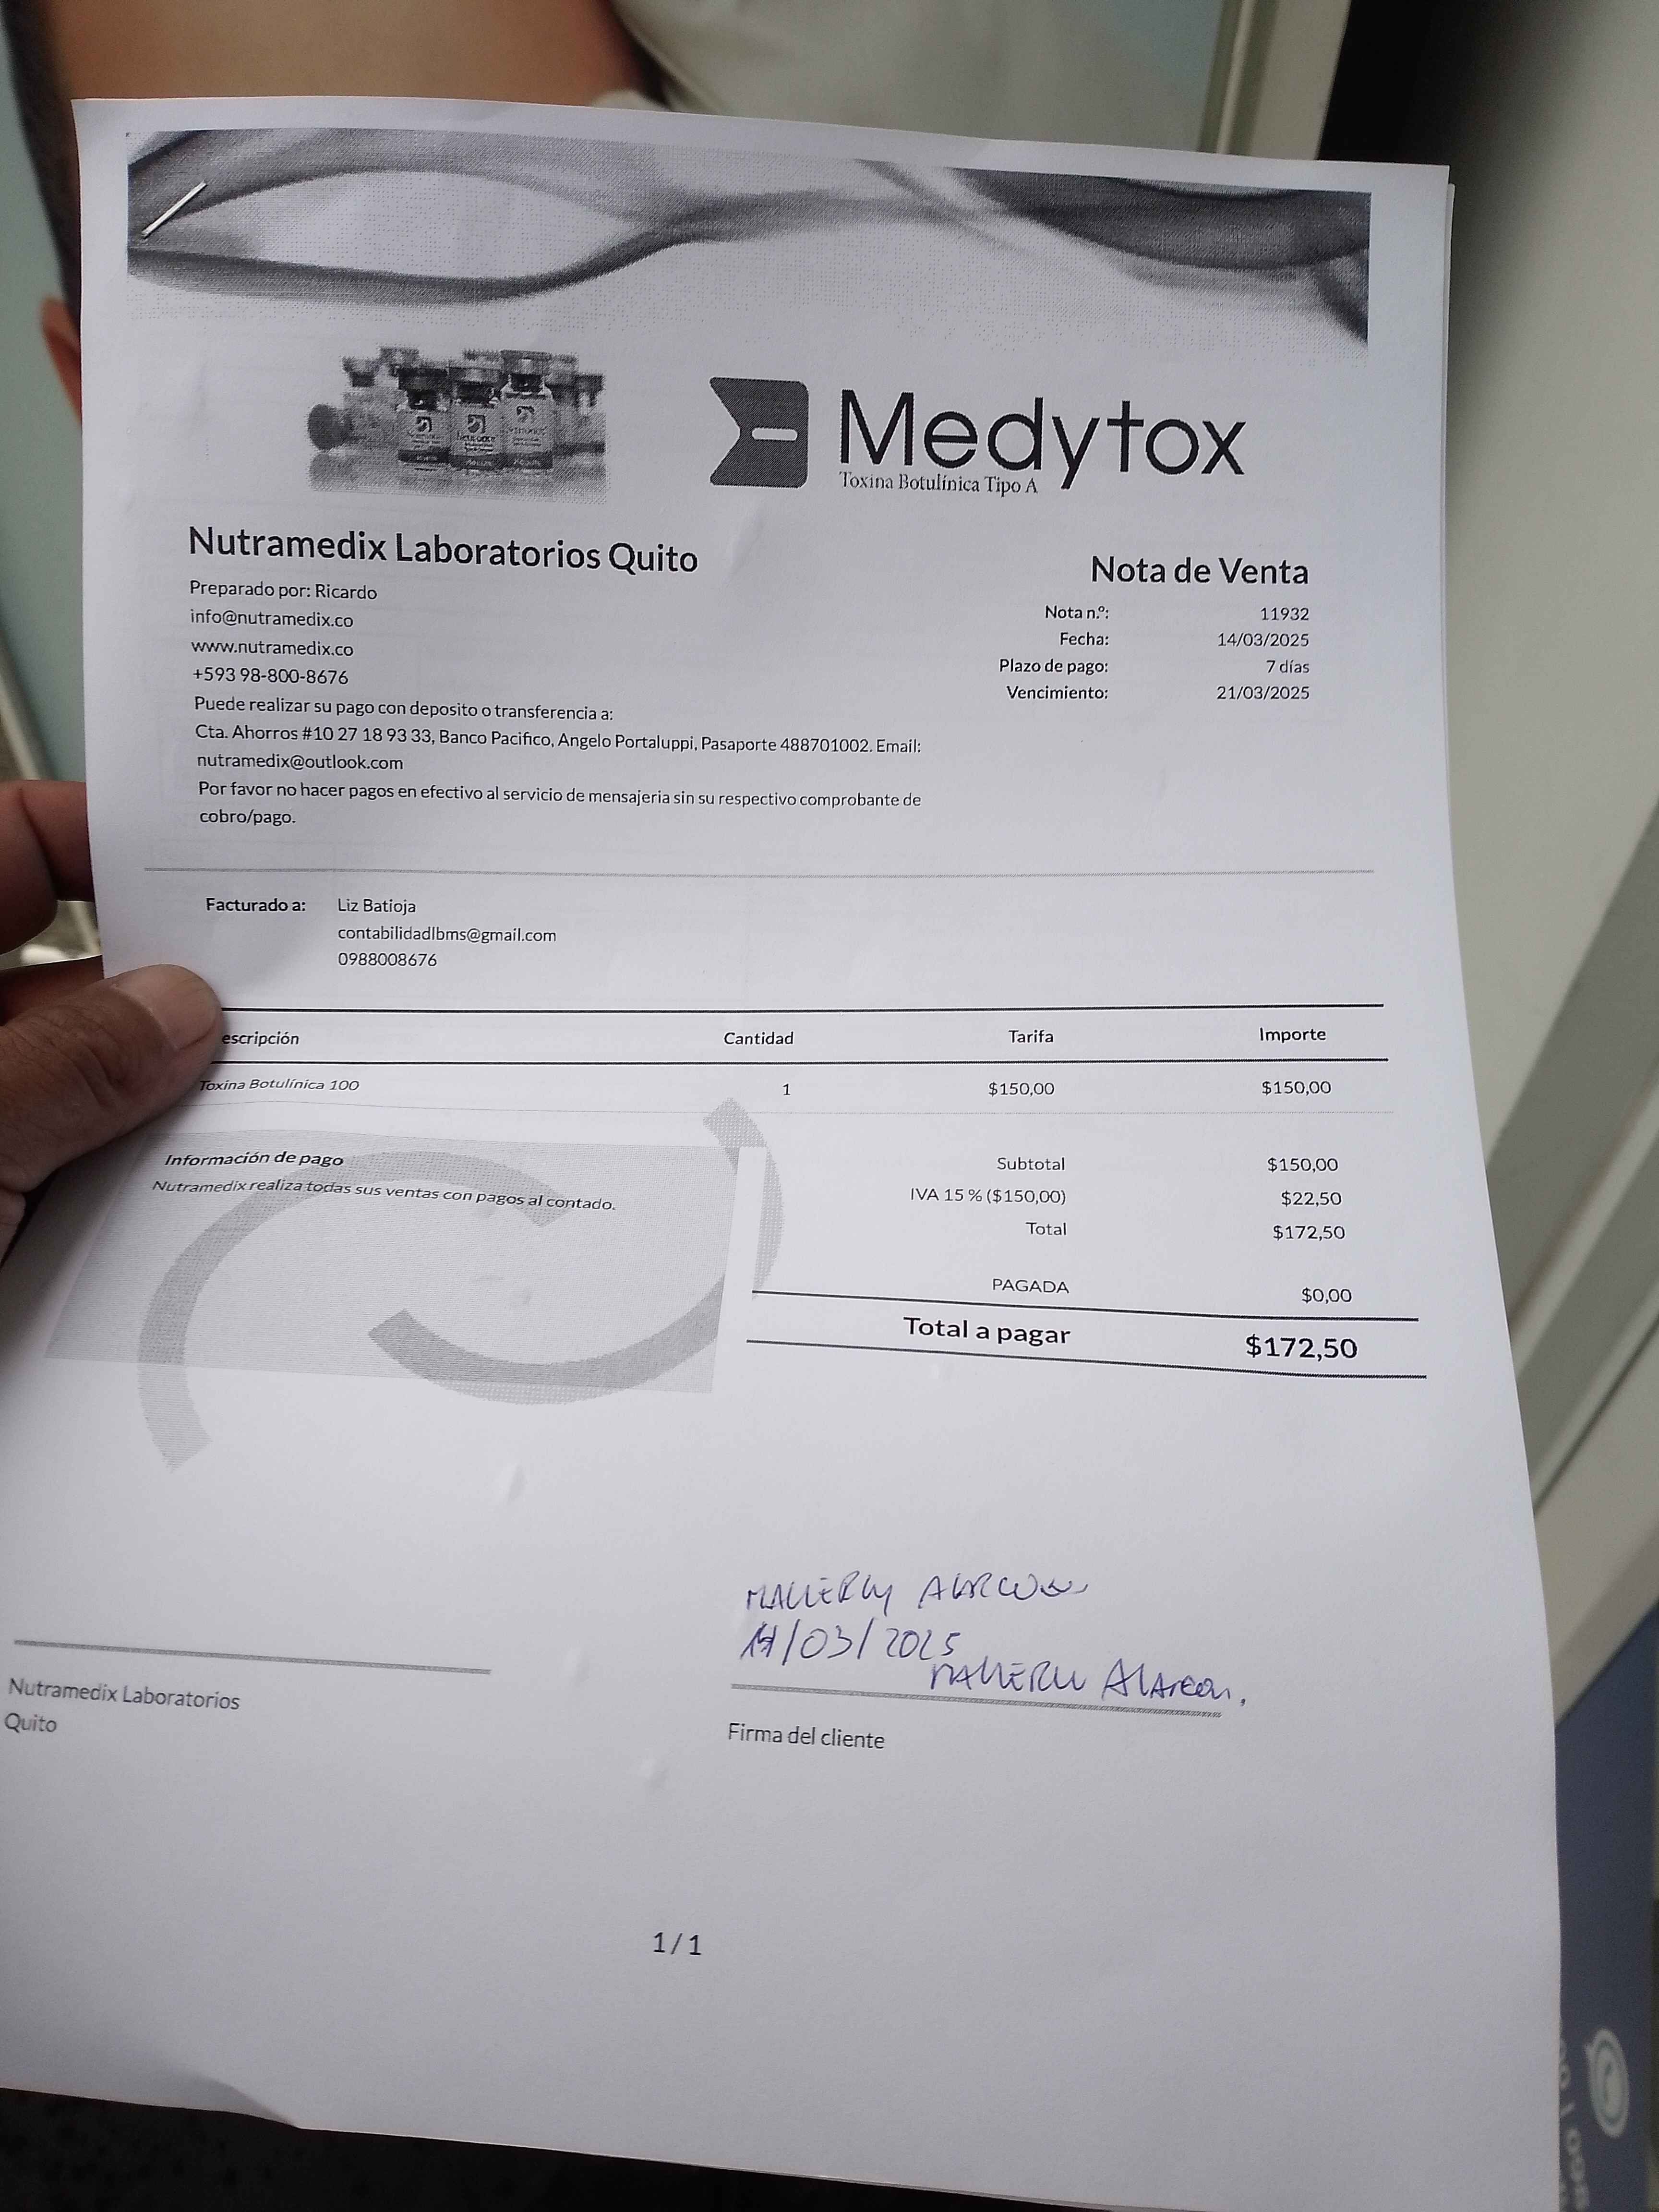 Medytox
Toxina Botulínica Tipo A
Nutramedix Laboratorios Quito
Preparado por: Ricardo
info@nutramedix.co
www.nutramedix.co
+593 98-800-8676
Puede realizar su pago con deposito o transferencia a:
Cta. Ahorros #10 27 18 93 33, Banco Pacifico, Angelo Portaluppi, Pasaporte 488701002. Email:
nutramedix@outlook.com
Por favor no hacer pagos en efectivo al servicio de mensajeria sin su respectivo comprobante de
cobro/pago.
Nota de Venta
Nota n.º: 11932
Fecha: 14/03/2025
Plazo de pago: 7 días
Vencimiento: 21/03/2025
Facturado a: Liz Batioja
contabilidadlbms@gmail.com
0988008676
escripción Cantidad Tarifa Importe
Toxina Botulínica 100 1 $150,00 $150,00
Información de pago
Nutramedix realiza todas sus ventas con pagos al contado.
Subtotal $150,00
IVA 15 % ($150,00) $22,50
Total $172,50
PAGADA $0,00
Total a pagar $172,50
/03/2025
Alarcon.
Nutramedix Laboratorios
Quito
Firma del cliente
1 / 1